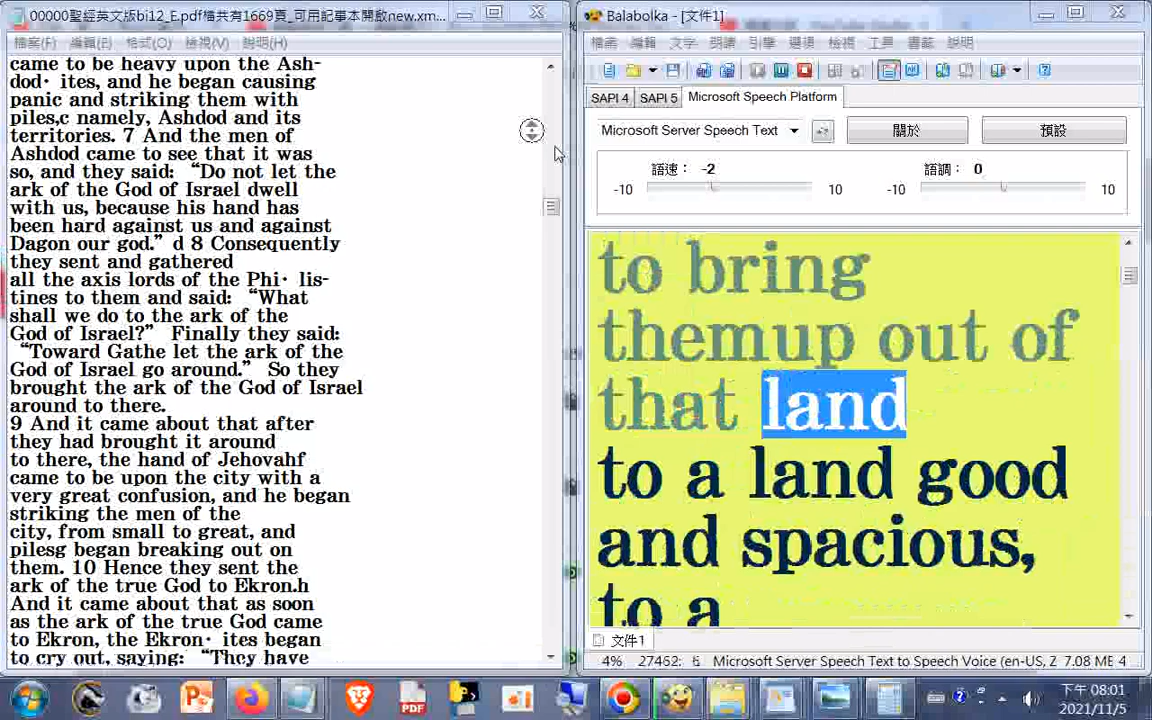 00000聖經英文版bi12_E.pdf檔共有1669頁_可用記事本開啟new.xm...
檔案(F) 編輯(E) 格式(O) 檢視(V) 說明(H)
came to be heavy upon the Ash-
dod· ites, and he began causing
panic and striking them with
piles,c namely, Ashdod and its
territories. 7 And the men of
Ashdod came to see that it was
so, and they said: “Do not let the
ark of the God of Israel dwell
with us, because his hand has
been hard against us and against
Dagon our god.” d 8 Consequently
they sent and gathered
all the axis lords of the Phi· lis-
tines to them and said: “What
shall we do to the ark of the
God of Israel?” Finally they said:
“Toward Gathe let the ark of the
God of Israel go around.” So they
brought the ark of the God of Israel
around to there.
9 And it came about that after
they had brought it around
to there, the hand of Jehovahf
came to be upon the city with a
very great confusion, and he began
striking the men of the
city, from small to great, and
pilesg began breaking out on
them. 10 Hence they sent the
ark of the true God to Ekron.h
And it came about that as soon
as the ark of the true God came
to Ekron, the Ekron· ites began
to cry out, saying: “They have
Balabolka - [文件1]
檔案 編輯 文字 朗讀 引擎 選項 檢視 工具 書籤 說明
SAPI 4 SAPI 5 Microsoft Speech Platform
Microsoft Server Speech Text 關於 預設
語速： -2 語調： 0
-10 10 -10 10
to bring
themup out of
that land
to a land good
and spacious,
to a
文件1
4% 27462: Microsoft Server Speech Text to Speech Voice (en-US, Z 7.08 ME 4
PDF
下午 08:01
2021/11/5